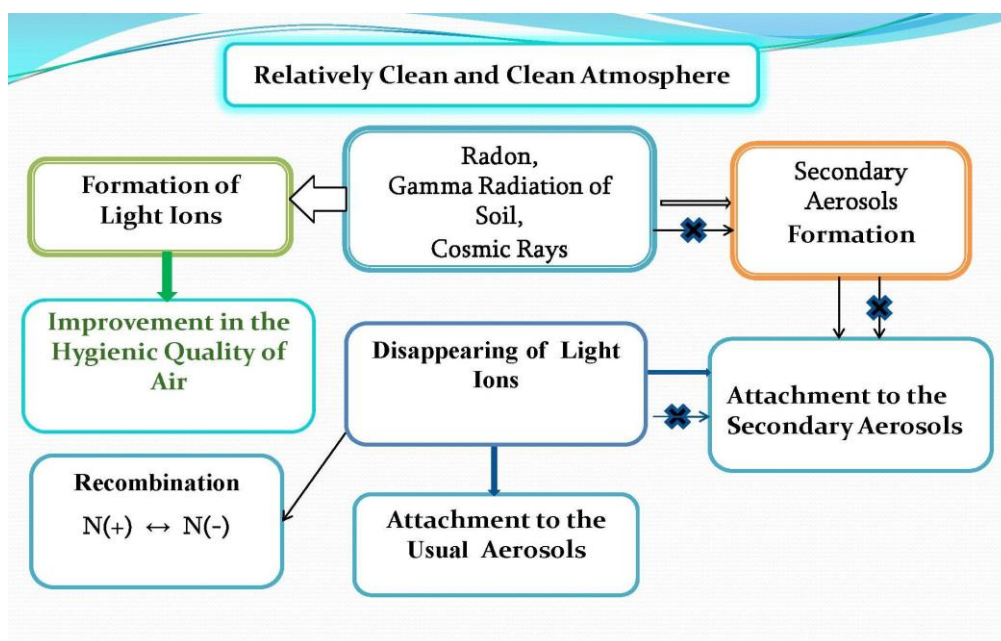 Relatively Clean and Clean Atmosphere
Formation of
Light Ions
Radon,
Gamma Radiation of
Soil,
Cosmic Rays
Secondary
Aerosols
Formation
Improvement in the
Hygienic Quality of
Air
Disappearing of Light
Ions
Attachment to the
Secondary Aerosols
Recombination
N(+) ↔ N(-)
Attachment to the
Usual Aerosols